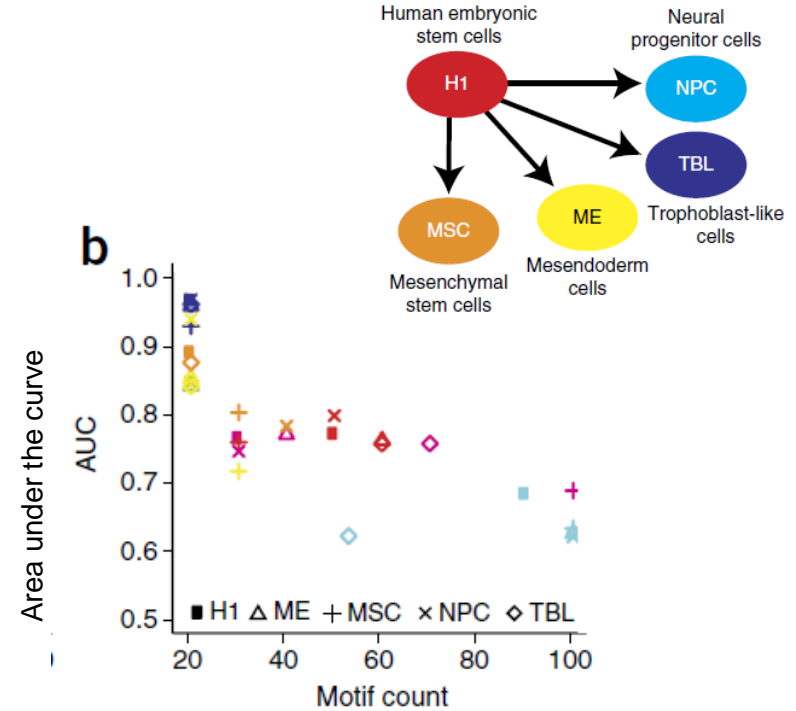 Human embryonic
stem cells
Neural
progenitor cells
H1
NPC
TBL
MSC
ME
Trophoblast-like
cells
Mesenchymal
stem cells
Mesendoderm
cells
b
Area under the curve
AUC
1.0
0.9
0.8
0.7
0.6
0.5
H1 ME MSC NPC TBL
20 40 60 80 100
Motif count